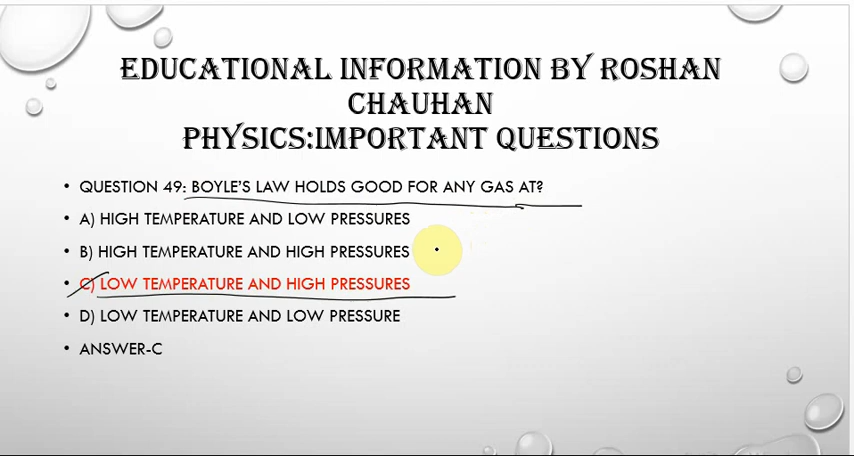 EDUCATIONAL INFORMATION BY ROSHAN
CHAUHAN
PHYSICS:IMPORTANT QUESTIONS
• QUESTION 49: BOYLE'S LAW HOLDS GOOD FOR ANY GAS AT?
• A) HIGH TEMPERATURE AND LOW PRESSURES
• B) HIGH TEMPERATURE AND HIGH PRESSURES
• C) LOW TEMPERATURE AND HIGH PRESSURES
• D) LOW TEMPERATURE AND LOW PRESSURE
• ANSWER-C